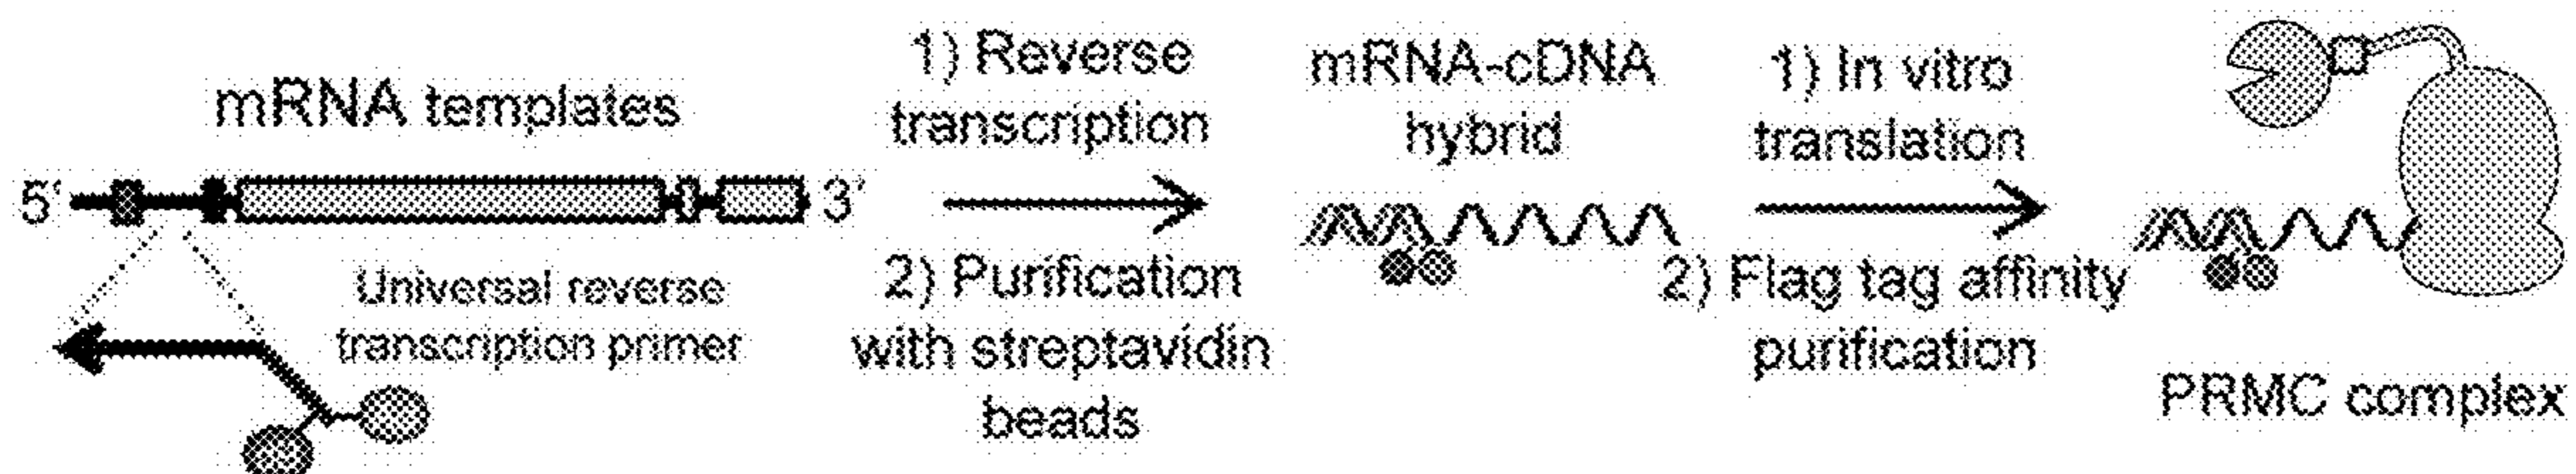 mRNA templates
5′
3′
Universal reverse
transcription primer
1) Reverse
transcription
2) Purification
with streptavidin
beads
mRNA-cDNA
hybrid
1) In vitro
translation
2) Flag tag affinity
purification
PRMC complex